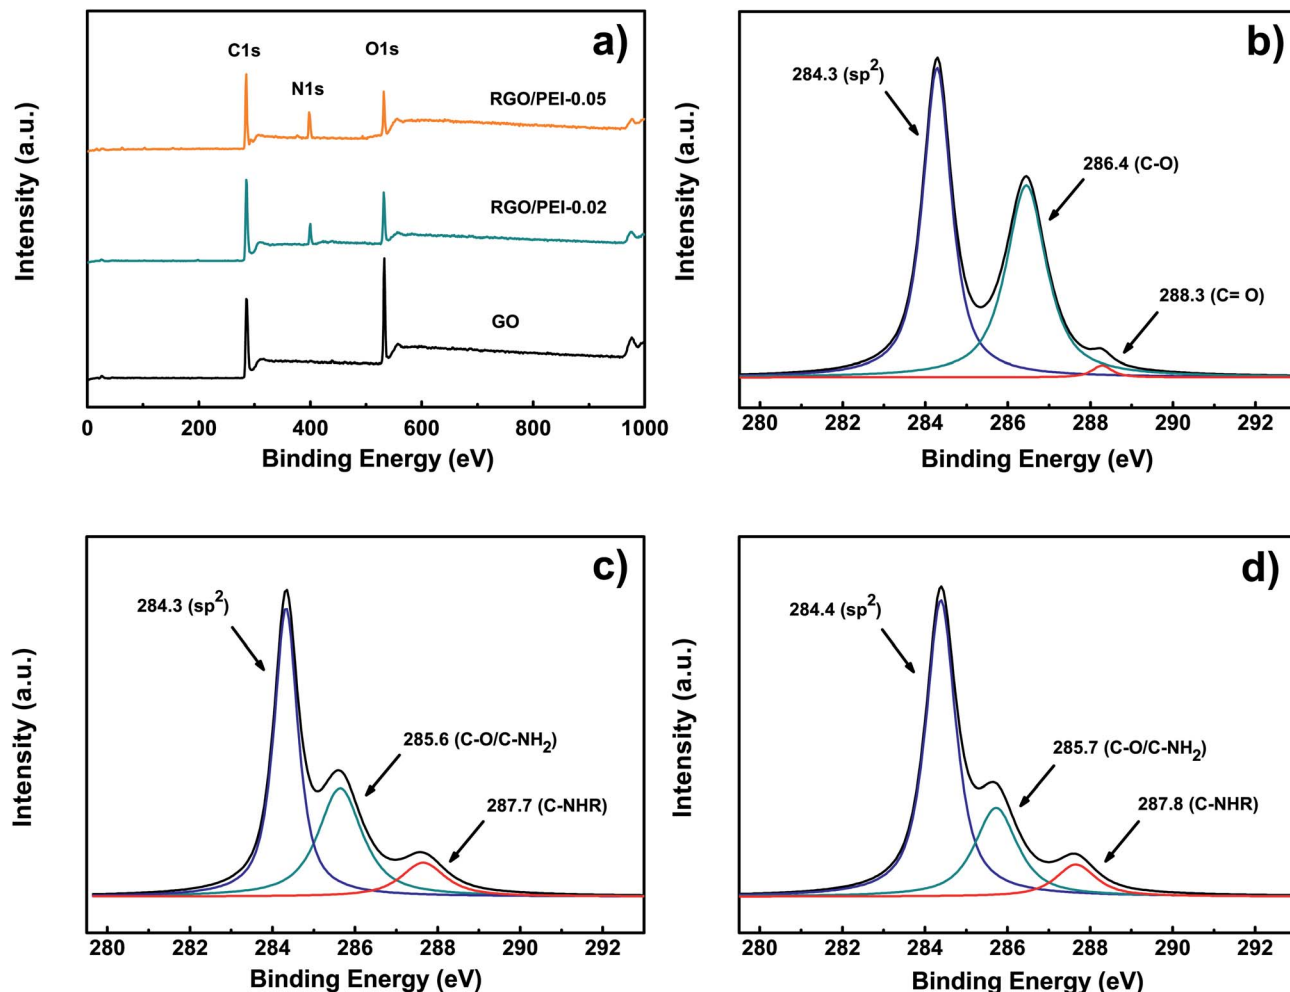 a)
C1s
O1s
N1s
RGO/PEI-0.05
RGO/PEI-0.02
GO
Intensity (a.u.)
0 200 400 600 800 1000
Binding Energy (eV)
b)
284.3 (sp²)
286.4 (C-O)
288.3 (C= O)
Intensity (a.u.)
280 282 284 286 288 290 292
Binding Energy (eV)
c)
284.3 (sp²)
285.6 (C-O/C-NH₂)
287.7 (C-NHR)
Intensity (a.u.)
280 282 284 286 288 290 292
Binding Energy (eV)
d)
284.4 (sp²)
285.7 (C-O/C-NH₂)
287.8 (C-NHR)
Intensity (a.u.)
280 282 284 286 288 290 292
Binding Energy (eV)